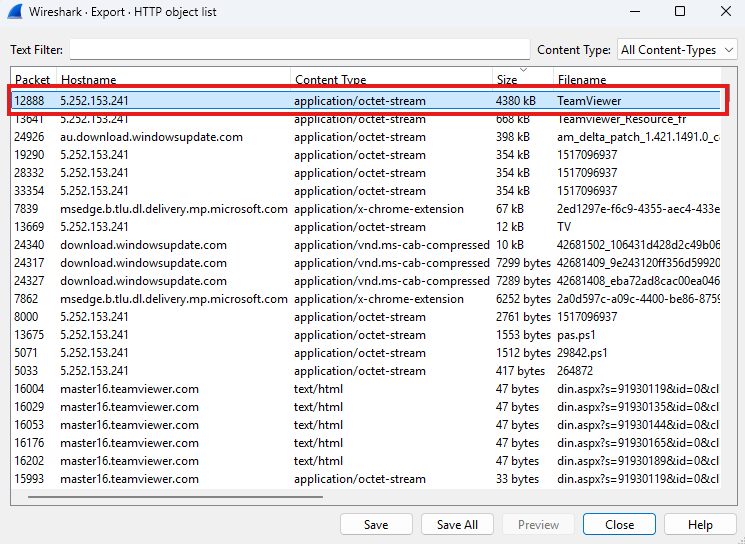 Wireshark · Export · HTTP object list
Text Filter: Content Type: All Content-Types
Packet Hostname Content Type Size Filename
12888 5.252.153.241 application/octet-stream 4380 kB TeamViewer
13641 5.252.153.241 application/octet-stream 668 kB Teamviewer_Resource_fr
24926 au.download.windowsupdate.com application/octet-stream 398 kB am_delta_patch_1.421.1491.0_c
19290 5.252.153.241 application/octet-stream 354 kB 1517096937
28332 5.252.153.241 application/octet-stream 354 kB 1517096937
33354 5.252.153.241 application/octet-stream 354 kB 1517096937
7839 msedge.b.tlu.dl.delivery.mp.microsoft.com application/x-chrome-extension 67 kB 2ed1297e-f6c9-4355-aec4-433e
13669 5.252.153.241 application/octet-stream 12 kB TV
24340 download.windowsupdate.com application/vnd.ms-cab-compressed 10 kB 42681502_106431d428d2c49b06
24317 download.windowsupdate.com application/vnd.ms-cab-compressed 7299 bytes 42681409_9e243120ff356d59920
24327 download.windowsupdate.com application/vnd.ms-cab-compressed 7289 bytes 42681408_eba72ad8cac00ea046
7862 msedge.b.tlu.dl.delivery.mp.microsoft.com application/x-chrome-extension 6252 bytes 2a0d597c-a09c-4400-be86-8759
8000 5.252.153.241 application/octet-stream 2761 bytes 1517096937
13675 5.252.153.241 application/octet-stream 1553 bytes pas.ps1
5071 5.252.153.241 application/octet-stream 1512 bytes 29842.ps1
5033 5.252.153.241 application/octet-stream 417 bytes 264872
16004 master16.teamviewer.com text/html 47 bytes din.aspx?s=91930119&id=0&cl
16029 master16.teamviewer.com text/html 47 bytes din.aspx?s=91930135&id=0&cl
16053 master16.teamviewer.com text/html 47 bytes din.aspx?s=91930144&id=0&cl
16176 master16.teamviewer.com text/html 47 bytes din.aspx?s=91930165&id=0&cl
16202 master16.teamviewer.com text/html 47 bytes din.aspx?s=91930189&id=0&cl
15993 master16.teamviewer.com application/octet-stream 33 bytes din.aspx?s=91930119&id=0&cl
Save Save All Preview Close Help